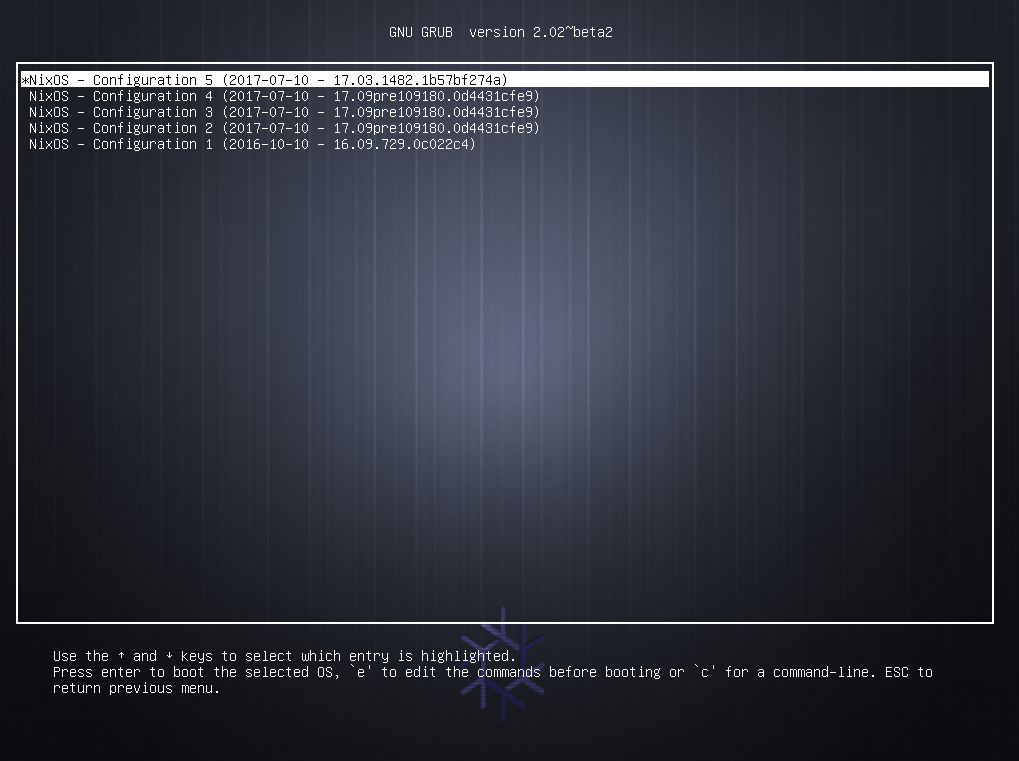 GNU GRUB  version 2.02~beta2
*NixOS - Configuration 5 (2017-07-10 - 17.03.1482.1b57bf274a)
NixOS - Configuration 4 (2017-07-10 - 17.09pre109180.0d4431cfe9)
NixOS - Configuration 3 (2017-07-10 - 17.09pre109180.0d4431cfe9)
NixOS - Configuration 2 (2017-07-10 - 17.09pre109180.0d4431cfe9)
NixOS - Configuration 1 (2016-10-10 - 16.09.729.0c022c4)
Use the ↑ and ↓ keys to select which entry is highlighted.
Press enter to boot the selected OS, `e' to edit the commands before booting or `c' for a command-line. ESC to
return previous menu.